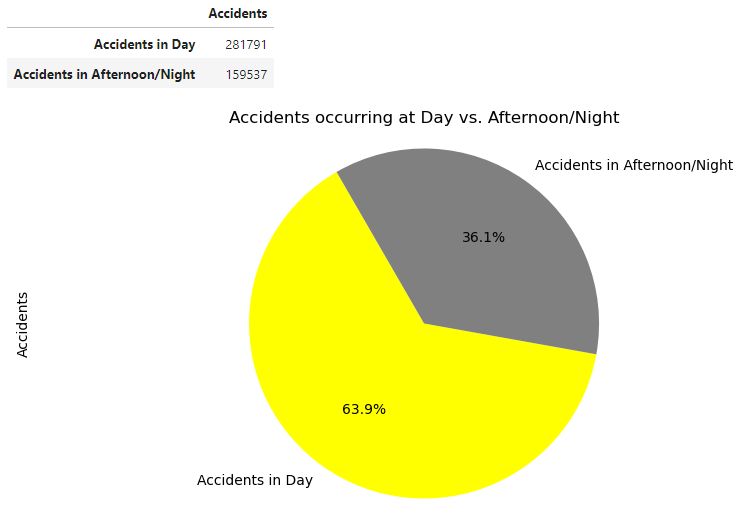 Accidents
Accidents in Day 281791
Accidents in Afternoon/Night 159537
Accidents occurring at Day vs. Afternoon/Night
Accidents in Afternoon/Night
36.1%
Accidents
63.9%
Accidents in Day